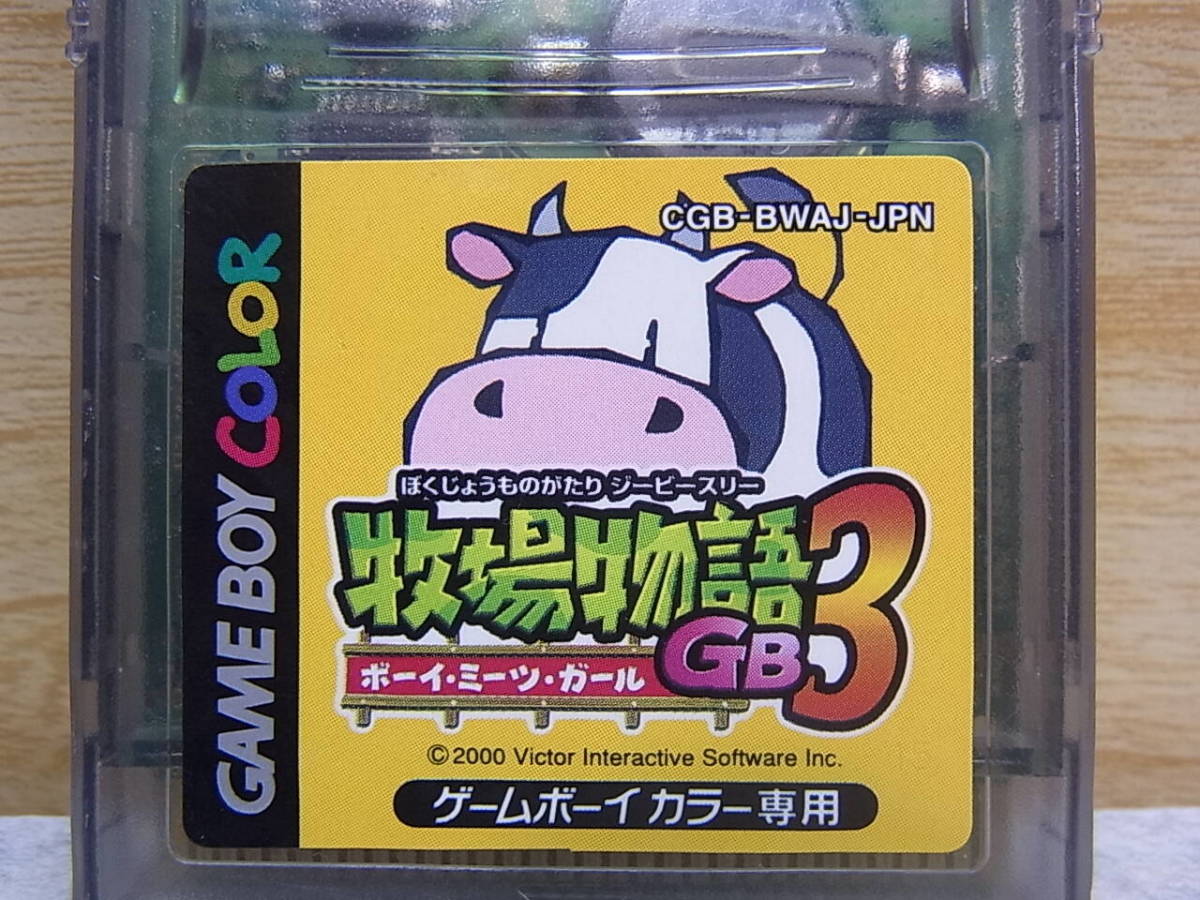 GAME BOY COLOR
CGB-BWAJ-JPN
ぼくじょうものがたり ジービースリー
牧場物語
GB3
ボーイ・ミーツ・ガール
©2000 Victor Interactive Software Inc.
ゲームボーイ カラー専用